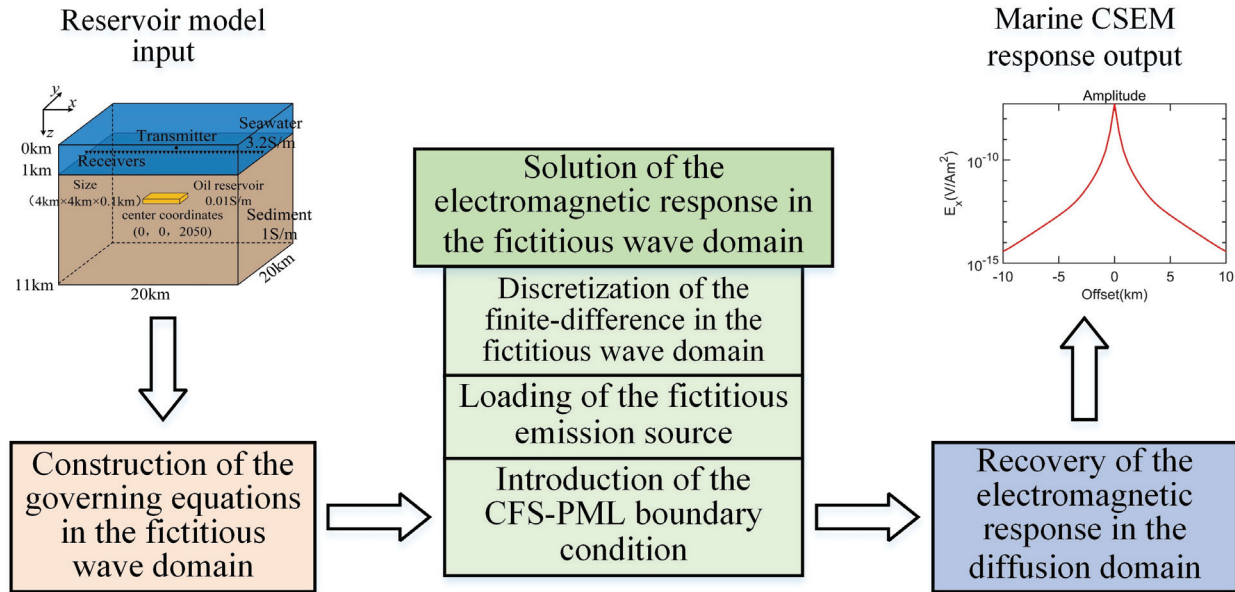 Reservoir model
input
y
x
z
0km
1km
11km
Transmitter
Receivers
Seawater
3.2S/m
Size
（4km×4km×0.1km）
Oil reservoir
0.01S/m
center coordinates
(0，0，2050)
Sediment
1S/m
20km
20km
Construction of the
governing equations
in the fictitious
wave domain
Solution of the
electromagnetic response in
the fictitious wave domain
Discretization of the
finite-difference in the
fictitious wave domain
Loading of the fictitious
emission source
Introduction of the
CFS-PML boundary
condition
Recovery of the
electromagnetic
response in the
diffusion domain
Marine CSEM
response output
Amplitude
E_x(V/Am²)
10⁻¹⁰
10⁻¹⁵
-10 -5 0 5 10
Offset(km)